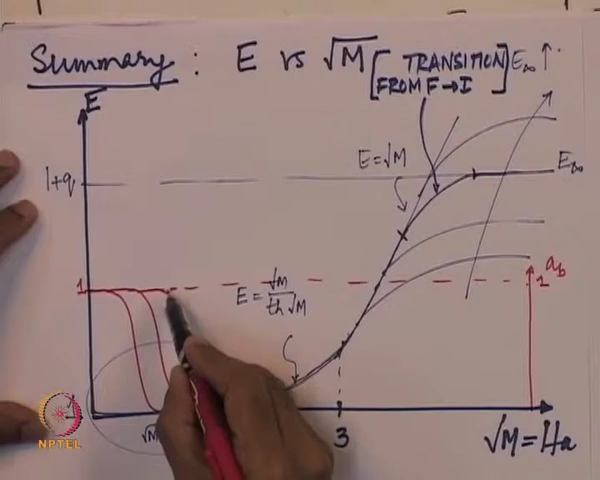 Summary : E vs √M [TRANSITION FROM F→I] E∞ ↑
E
E=√M
1+q
E∞
1
E = √M / th √M
a_b
1
√M
3
√M = Ha
NPTEL